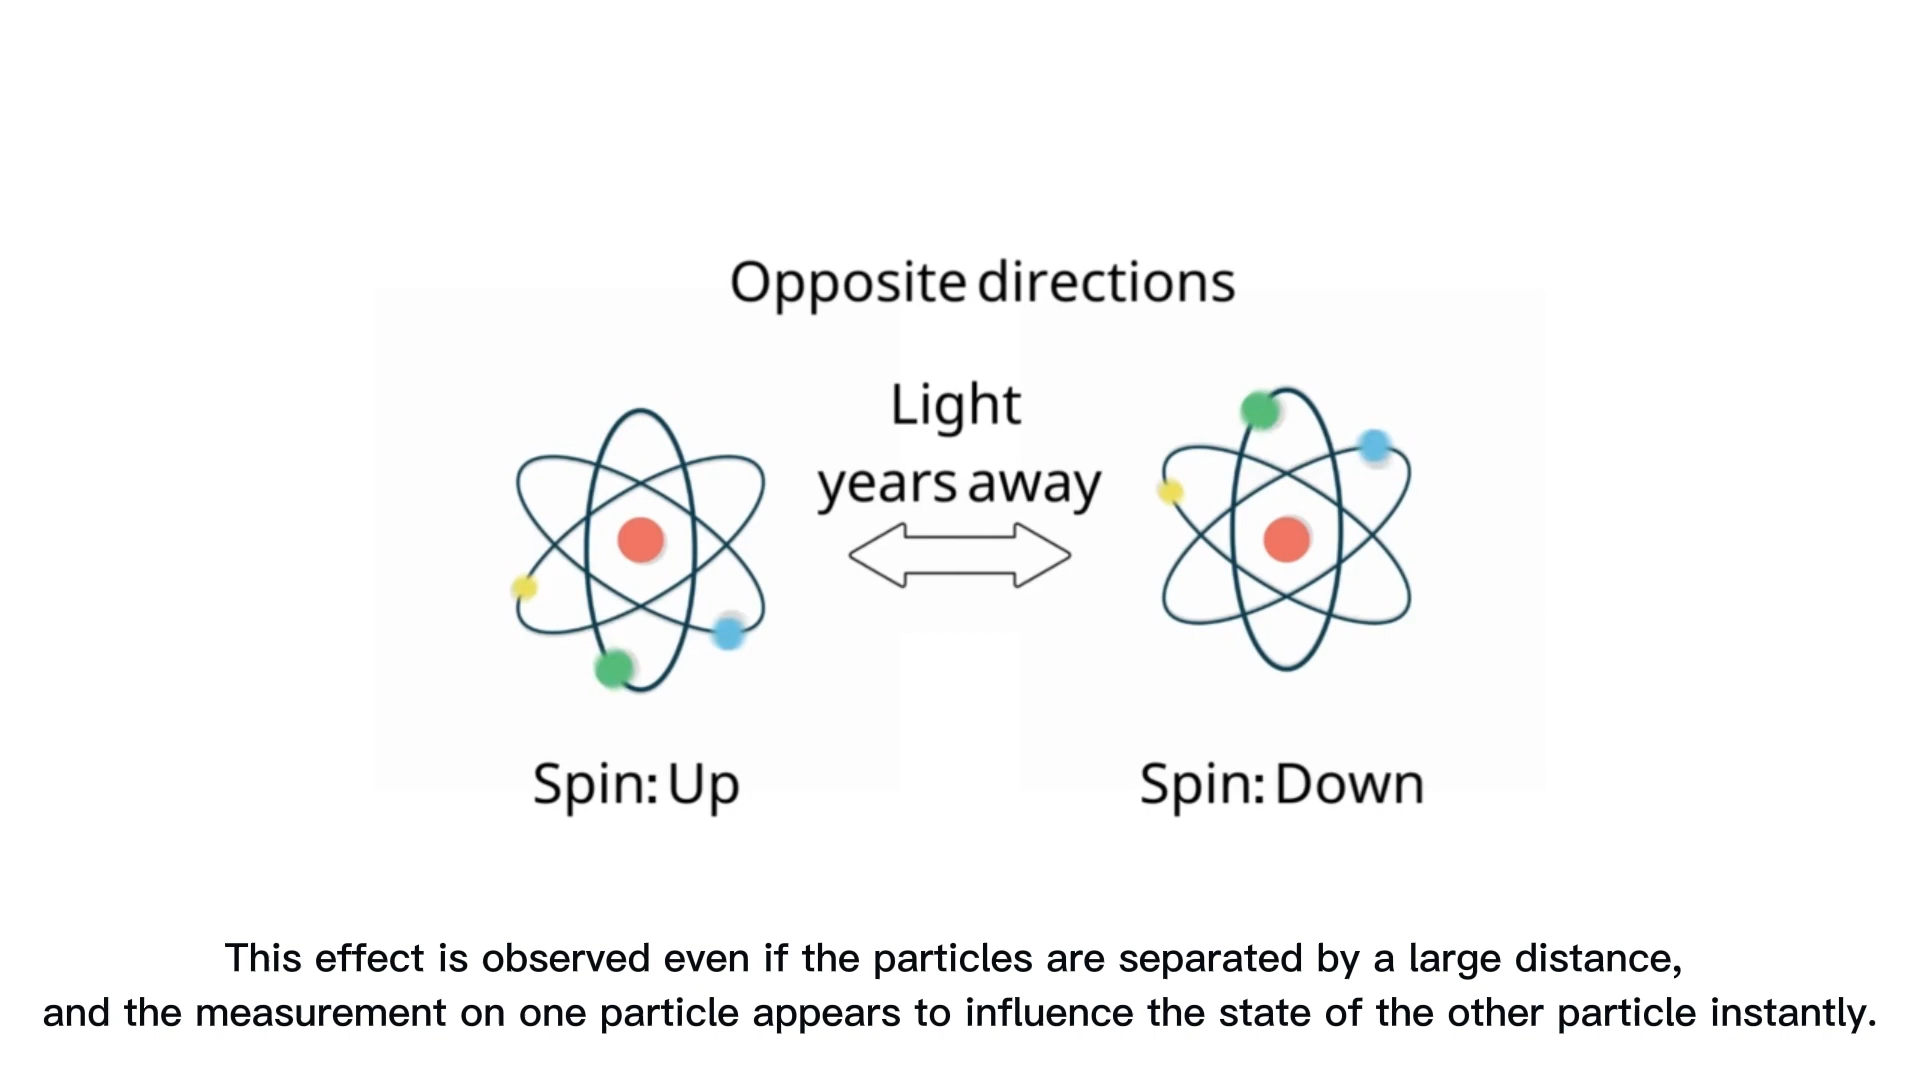 Opposite directions
Light
years away
Spin: Up
Spin: Down
This effect is observed even if the particles are separated by a large distance,
and the measurement on one particle appears to influence the state of the other particle instantly.